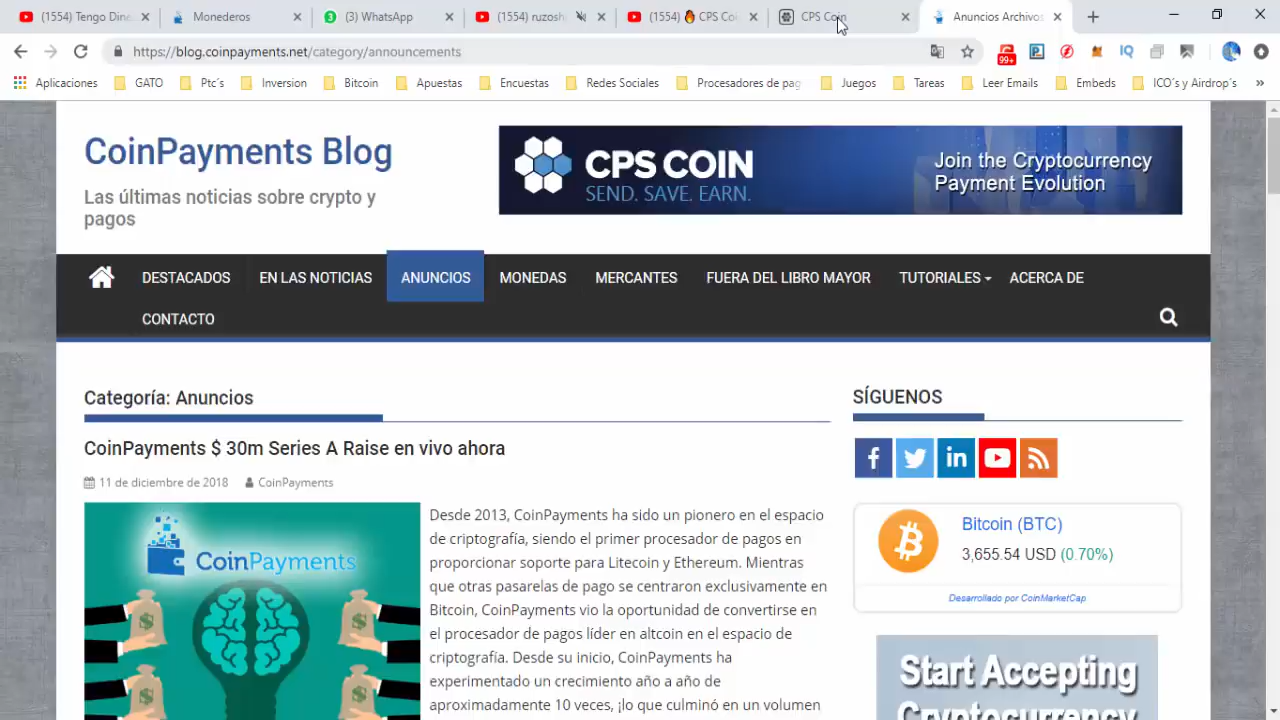 (1554) Tengo Dine
Monederos
(3) WhatsApp
(1554) ruzosh
(1554) 🔥 CPS Coi
CPS Coin
Anuncios Archivos
https://blog.coinpayments.net/category/announcements
99+
IQ
Aplicaciones
GATO
Ptc´s
Inversion
Bitcoin
Apuestas
Encuestas
Redes Sociales
Procesadores de pag
Juegos
Tareas
Leer Emails
Embeds
ICO´s y Airdrop´s
»
CoinPayments Blog
Las últimas noticias sobre crypto y
pagos
CPS COIN
SEND. SAVE. EARN.
Join the Cryptocurrency
Payment Evolution
DESTACADOS
EN LAS NOTICIAS
ANUNCIOS
MONEDAS
MERCANTES
FUERA DEL LIBRO MAYOR
TUTORIALES
ACERCA DE
CONTACTO
Categoría: Anuncios
CoinPayments $ 30m Series A Raise en vivo ahora
11 de diciembre de 2018
CoinPayments
CoinPayments
Desde 2013, CoinPayments ha sido un pionero en el espacio
de criptografía, siendo el primer procesador de pagos en
proporcionar soporte para Litecoin y Ethereum. Mientras
que otras pasarelas de pago se centraron exclusivamente en
Bitcoin, CoinPayments vio la oportunidad de convertirse en
el procesador de pagos líder en altcoin en el espacio de
criptografía. Desde su inicio, CoinPayments ha
experimentado un crecimiento año a año de
aproximadamente 10 veces, ¡lo que culminó en un volumen
SÍGUENOS
Bitcoin (BTC)
3,655.54 USD (0.70%)
Desarrollado por CoinMarketCap
Start Accepting
Cryptocurrency